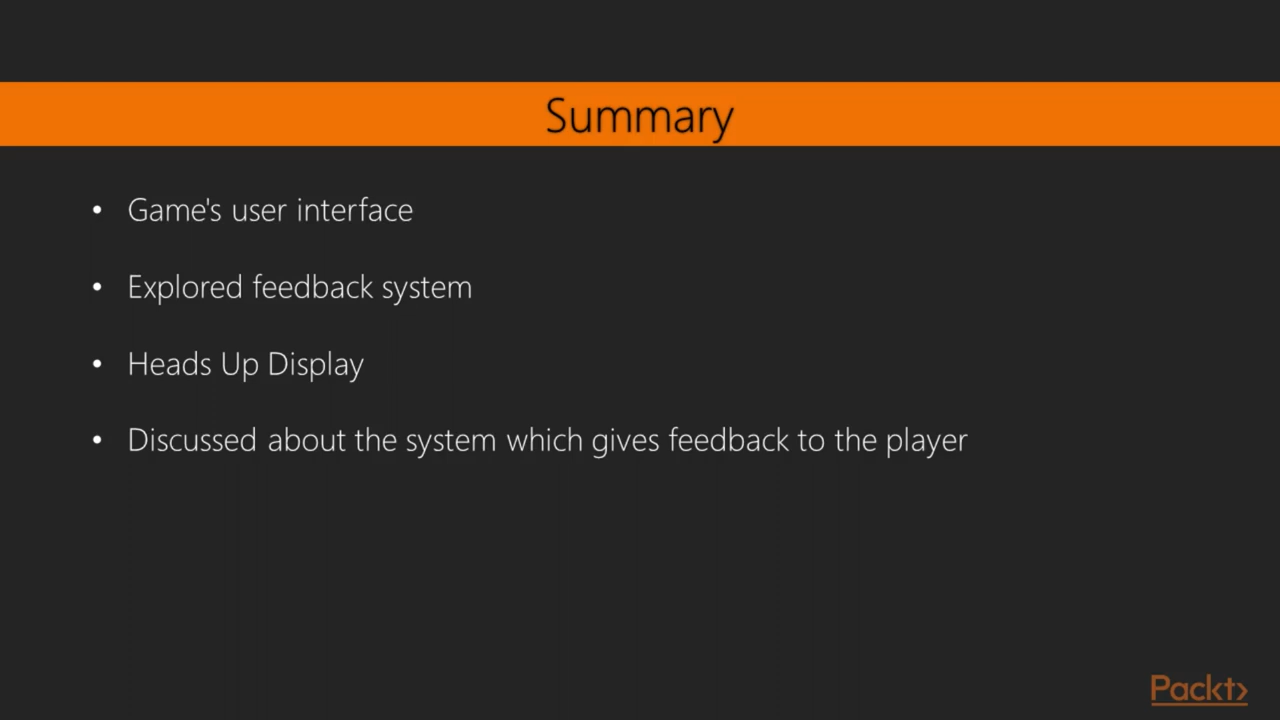 Summary
• Game's user interface
• Explored feedback system
• Heads Up Display
• Discussed about the system which gives feedback to the player
Packt>